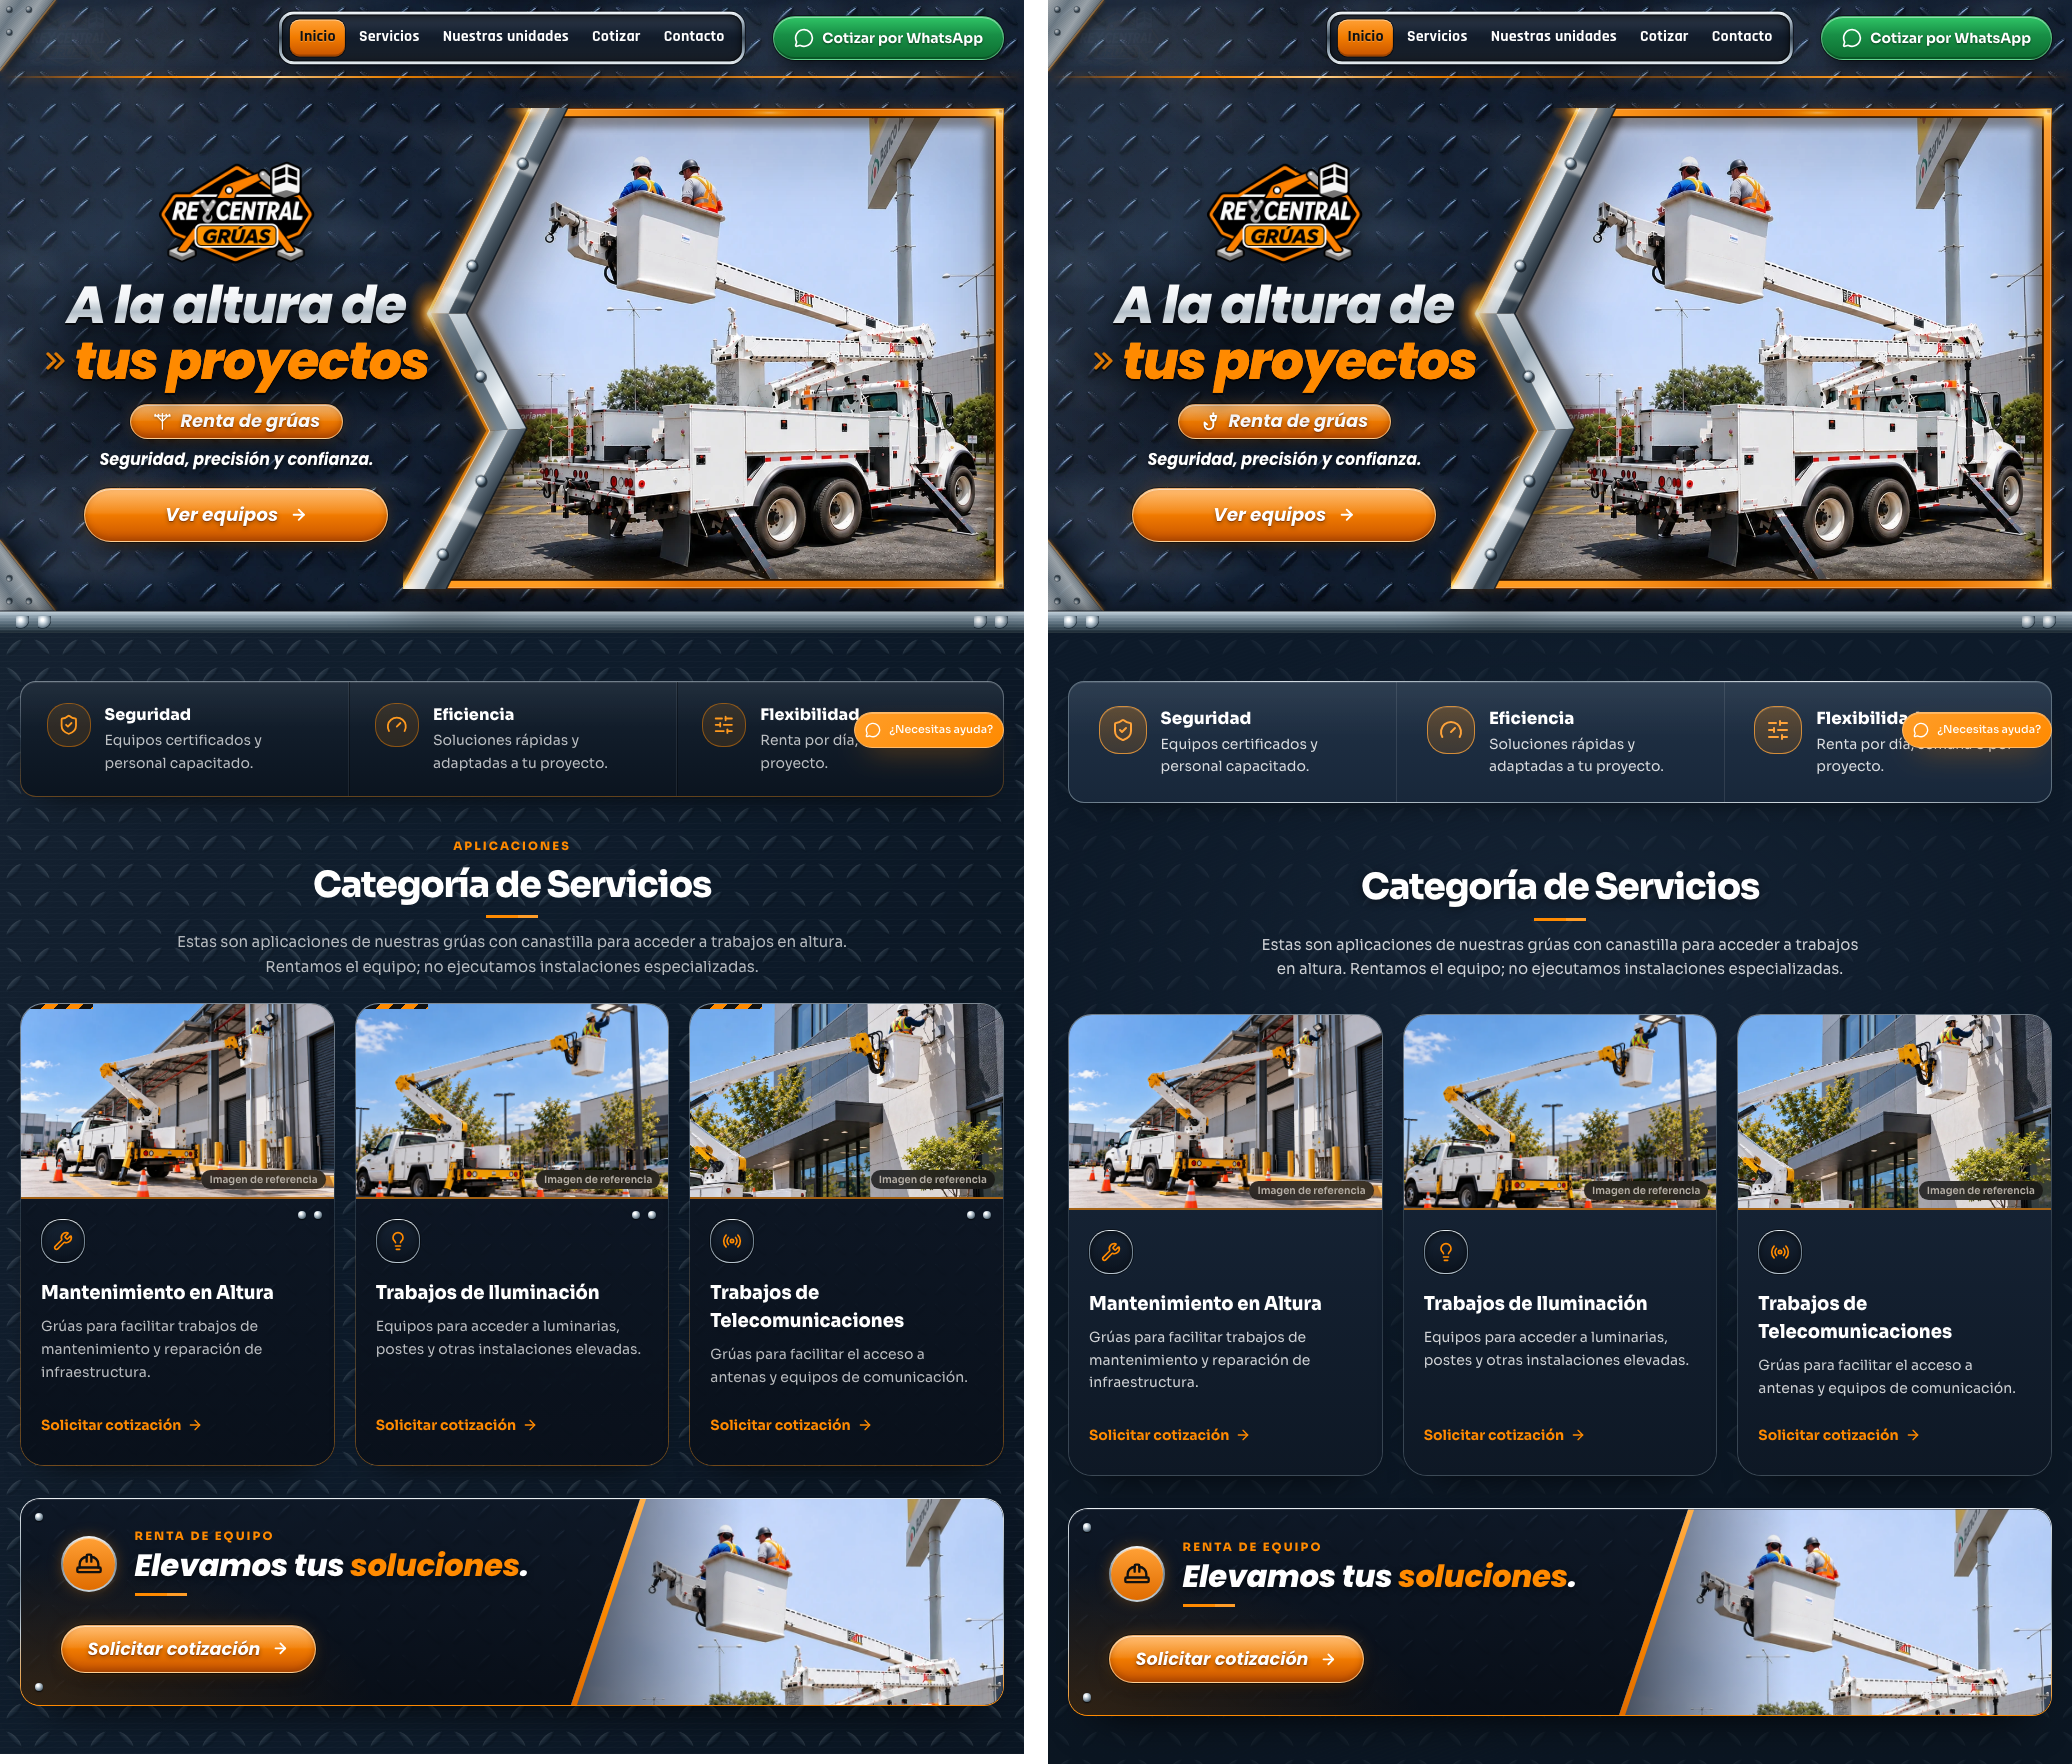 Inicio Servicios Nuestras unidades Cotizar Contacto
Cotizar por WhatsApp
REYCENTRAL
GRÚAS
A la altura de
» tus proyectos
Renta de grúas
Seguridad, precisión y confianza.
Ver equipos →
Seguridad
Equipos certificados y
personal capacitado.
Eficiencia
Soluciones rápidas y
adaptadas a tu proyecto.
Flexibilidad
Renta por día,
proyecto.
¿Necesitas ayuda?
APLICACIONES
Categoría de Servicios
Estas son aplicaciones de nuestras grúas con canastilla para acceder a trabajos en altura.
Rentamos el equipo; no ejecutamos instalaciones especializadas.
Imagen de referencia
Mantenimiento en Altura
Grúas para facilitar trabajos de
mantenimiento y reparación de
infraestructura.
Solicitar cotización →
Imagen de referencia
Trabajos de Iluminación
Equipos para acceder a luminarias,
postes y otras instalaciones elevadas.
Solicitar cotización →
Imagen de referencia
Trabajos de
Telecomunicaciones
Grúas para facilitar el acceso a
antenas y equipos de comunicación.
Solicitar cotización →
RENTA DE EQUIPO
Elevamos tus soluciones.
Solicitar cotización →
Inicio Servicios Nuestras unidades Cotizar Contacto
Cotizar por WhatsApp
REYCENTRAL
GRÚAS
A la altura de
» tus proyectos
Renta de grúas
Seguridad, precisión y confianza.
Ver equipos →
Seguridad
Equipos certificados y
personal capacitado.
Eficiencia
Soluciones rápidas y
adaptadas a tu proyecto.
Renta por día,
proyecto.
¿Necesitas ayuda?
Categoría de Servicios
Estas son aplicaciones de nuestras grúas con canastilla para acceder a trabajos
en altura. Rentamos el equipo; no ejecutamos instalaciones especializadas.
Imagen de referencia
Mantenimiento en Altura
Grúas para facilitar trabajos de
mantenimiento y reparación de
infraestructura.
Solicitar cotización →
Imagen de referencia
Trabajos de Iluminación
Equipos para acceder a luminarias,
postes y otras instalaciones elevadas.
Solicitar cotización →
Imagen de referencia
Trabajos de
Telecomunicaciones
Grúas para facilitar el acceso a
antenas y equipos de comunicación.
Solicitar cotización →
RENTA DE EQUIPO
Elevamos tus soluciones.
Solicitar cotización →